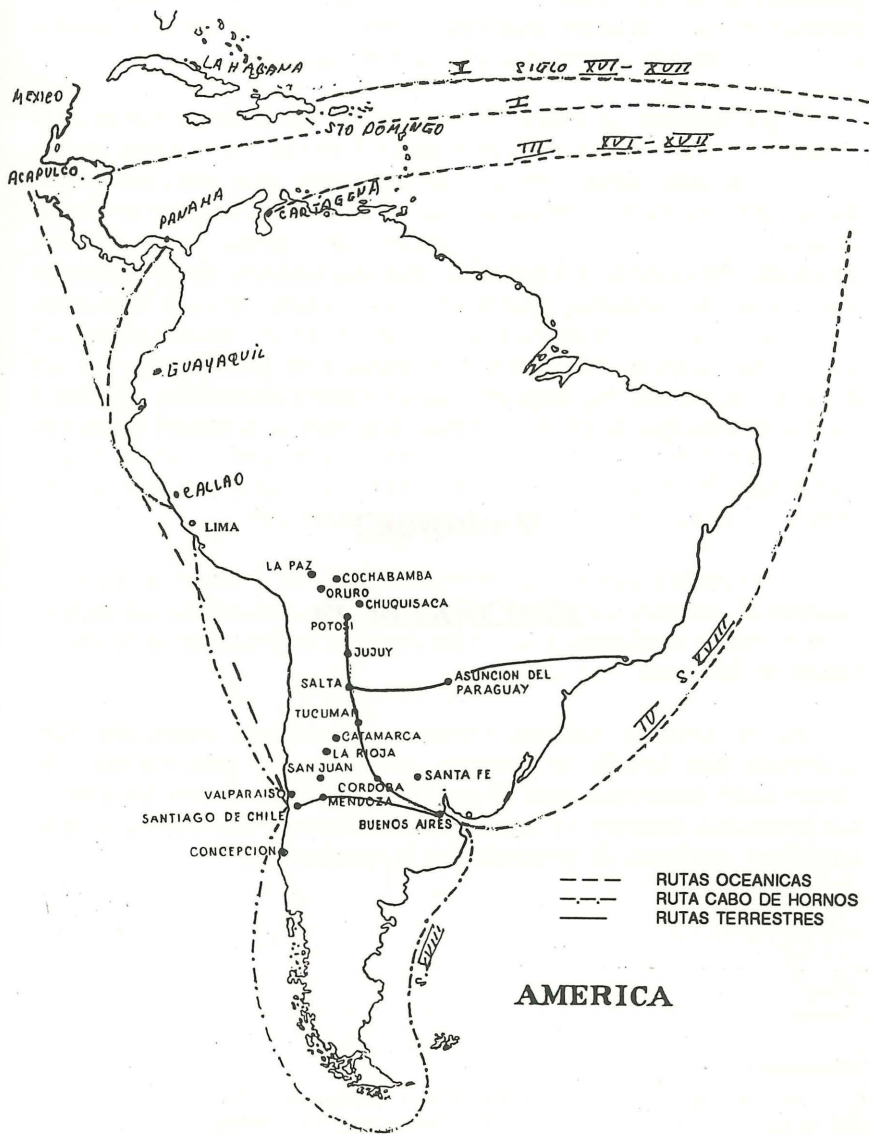 LA HABANA
I SIGLO XVI - XVII
MEXICO
I
STO DOMINGO
III XVI - XVII
ACAPULCO
PANAMA
CARTAGENA
GUAYAQUIL
CALLAO
LIMA
LA PAZ
COCHABAMBA
ORURO
CHUQUISACA
POTOSI
JUJUY
SALTA
ASUNCION DEL
PARAGUAY
IV S. XVIII
TUCUMAN
CATAMARCA
LA RIOJA
SAN JUAN
SANTA FE
VALPARAISO
CORDOBA
MENDOZA
SANTIAGO DE CHILE
BUENOS AIRES
CONCEPCION
RUTAS OCEANICAS
RUTA CABO DE HORNOS
RUTAS TERRESTRES
S. XVIII
AMERICA